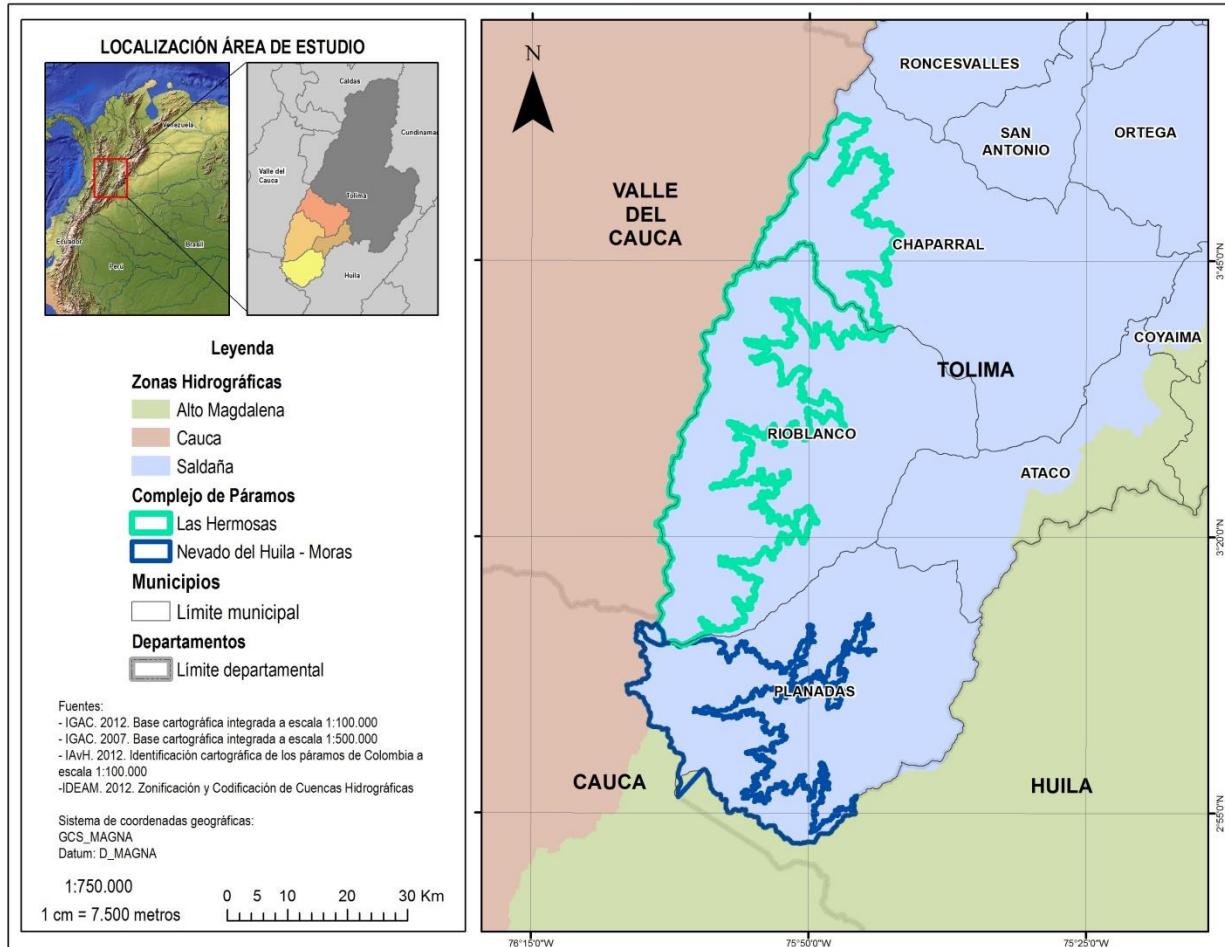 LOCALIZACIÓN ÁREA DE ESTUDIO
Venezuela
Ecuador
Perú
Brasil
Caldas
Cundinamar
Valle del
Cauca
Tolima
Huila
Leyenda
Zonas Hidrográficas
Alto Magdalena
Cauca
Saldaña
Complejo de Páramos
Las Hermosas
Nevado del Huila - Moras
Municipios
Límite municipal
Departamentos
Límite departamental
Fuentes:
- IGAC. 2012. Base cartográfica integrada a escala 1:100.000
- IGAC. 2007. Base cartográfica integrada a escala 1:500.000
- IAvH. 2012. Identificación cartográfica de los páramos de Colombia a
escala 1:100.000
-IDEAM. 2012. Zonificación y Codificación de Cuencas Hidrográficas
Sistema de coordenadas geográficas:
GCS_MAGNA
Datum: D_MAGNA
1:750.000
1 cm = 7.500 metros
0 5 10 20 30 Km
N
RONCESVALLES
SAN
ANTONIO
ORTEGA
VALLE
DEL
CAUCA
CHAPARRAL
COYAIMA
TOLIMA
RIOBLANCO
ATACO
PLANADAS
CAUCA
HUILA
3°45'0"N
3°20'0"N
2°55'0"N
76°15'0"W
75°50'0"W
75°25'0"W